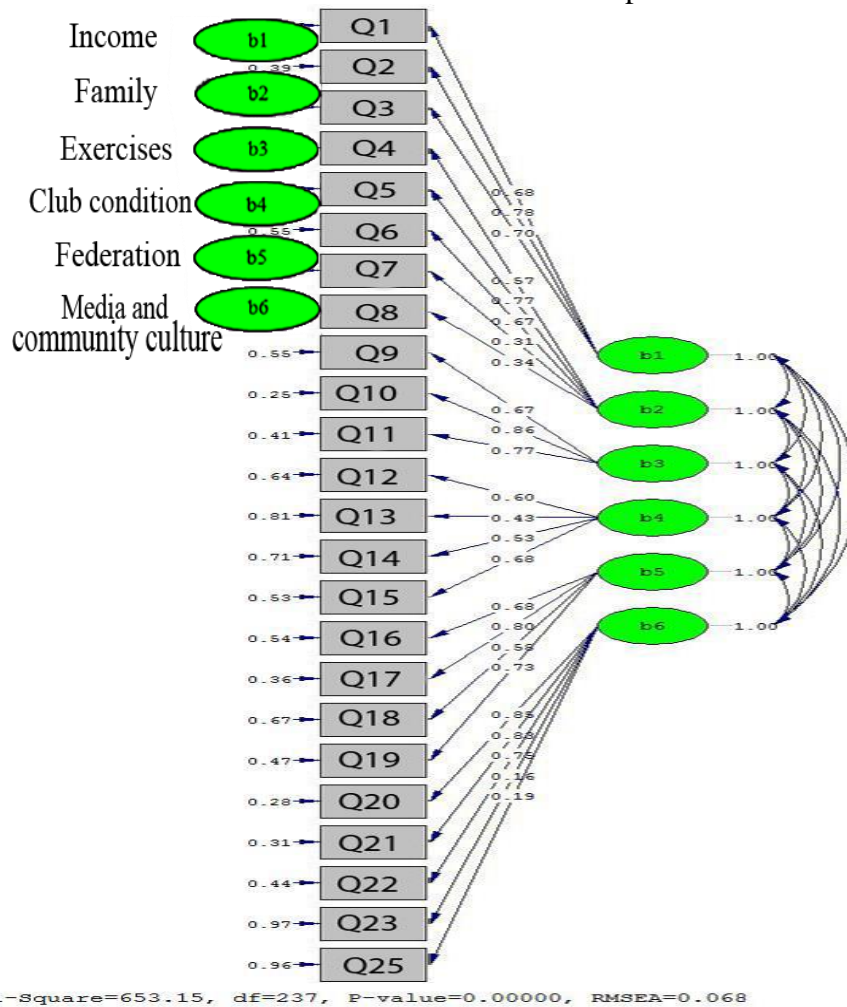 Income
b1
Family
b2
Exercises
b3
Club condition
b4
Federation
b5
Media and
community culture
b6
Q1
0.39
Q2
Q3
Q4
Q5
0.55
Q6
Q7
Q8
0.55
Q9
0.25
Q10
0.41
Q11
0.64
Q12
0.81
Q13
0.71
Q14
0.53
Q15
0.54
Q16
0.36
Q17
0.67
Q18
0.47
Q19
0.28
Q20
0.31
Q21
0.44
Q22
0.97
Q23
0.96
Q25
0.68
0.78
0.70
0.57
0.77
0.67
0.31
0.34
0.67
0.86
0.77
0.60
0.43
0.53
0.68
0.68
0.80
0.58
0.73
0.85
0.83
0.75
0.16
0.19
b1
1.00
b2
1.00
b3
1.00
b4
1.00
b5
1.00
b6
1.00
i-Square=653.15, df=237, P-value=0.00000, RMSEA=0.068